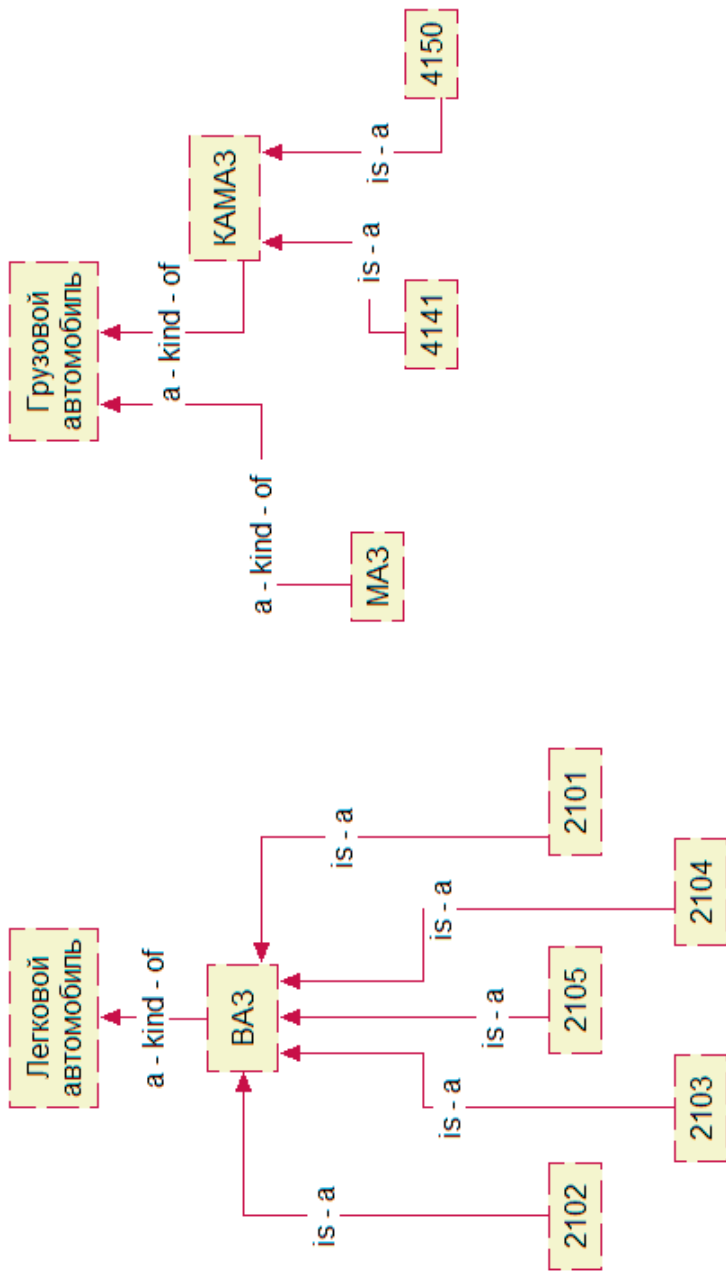 Легковой
автомобиль
Грузовой
автомобиль
a - kind - of
a - kind - of
a - kind - of
ВАЗ
КАМАЗ
is - a
is - a
is - a
is - a
is - a
МАЗ
is - a
is - a
4141
4150
2102
2105
2101
2103
2104